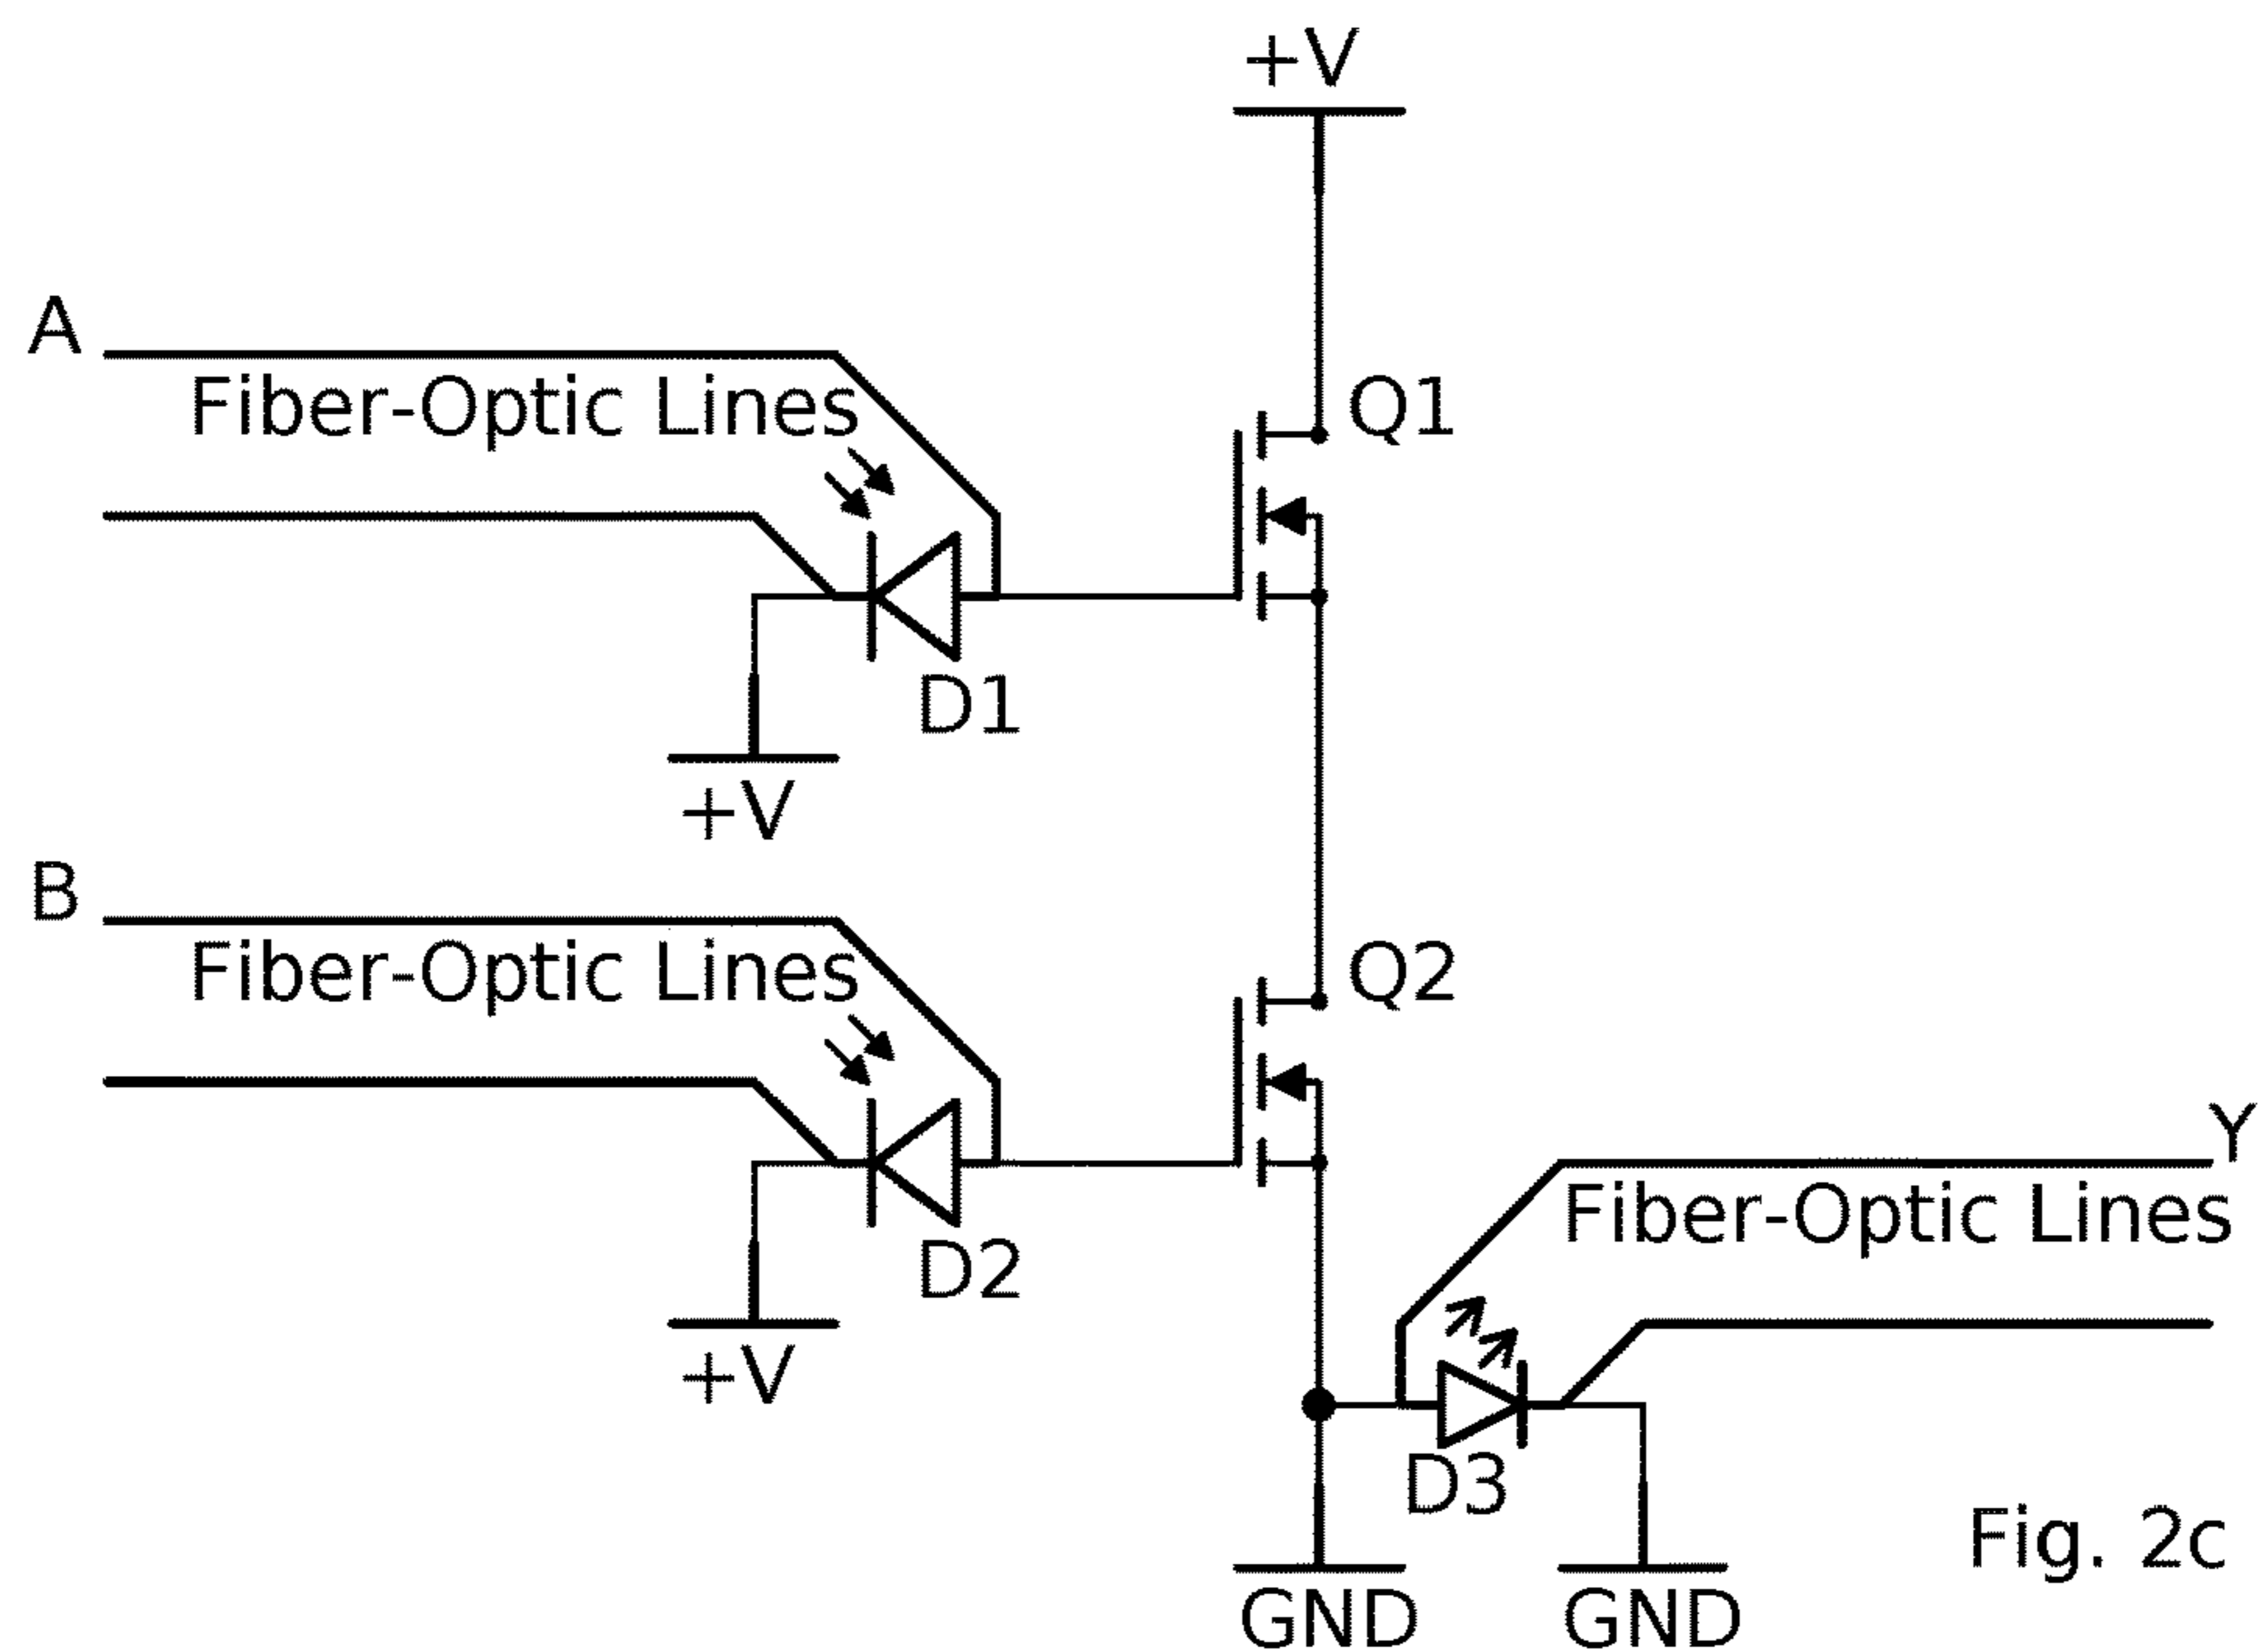 +V
A
Fiber-Optic Lines
Q1
D1
+V
B
Fiber-Optic Lines
Q2
D2
+V
Y
Fiber-Optic Lines
D3
Fig. 2c
GND
GND